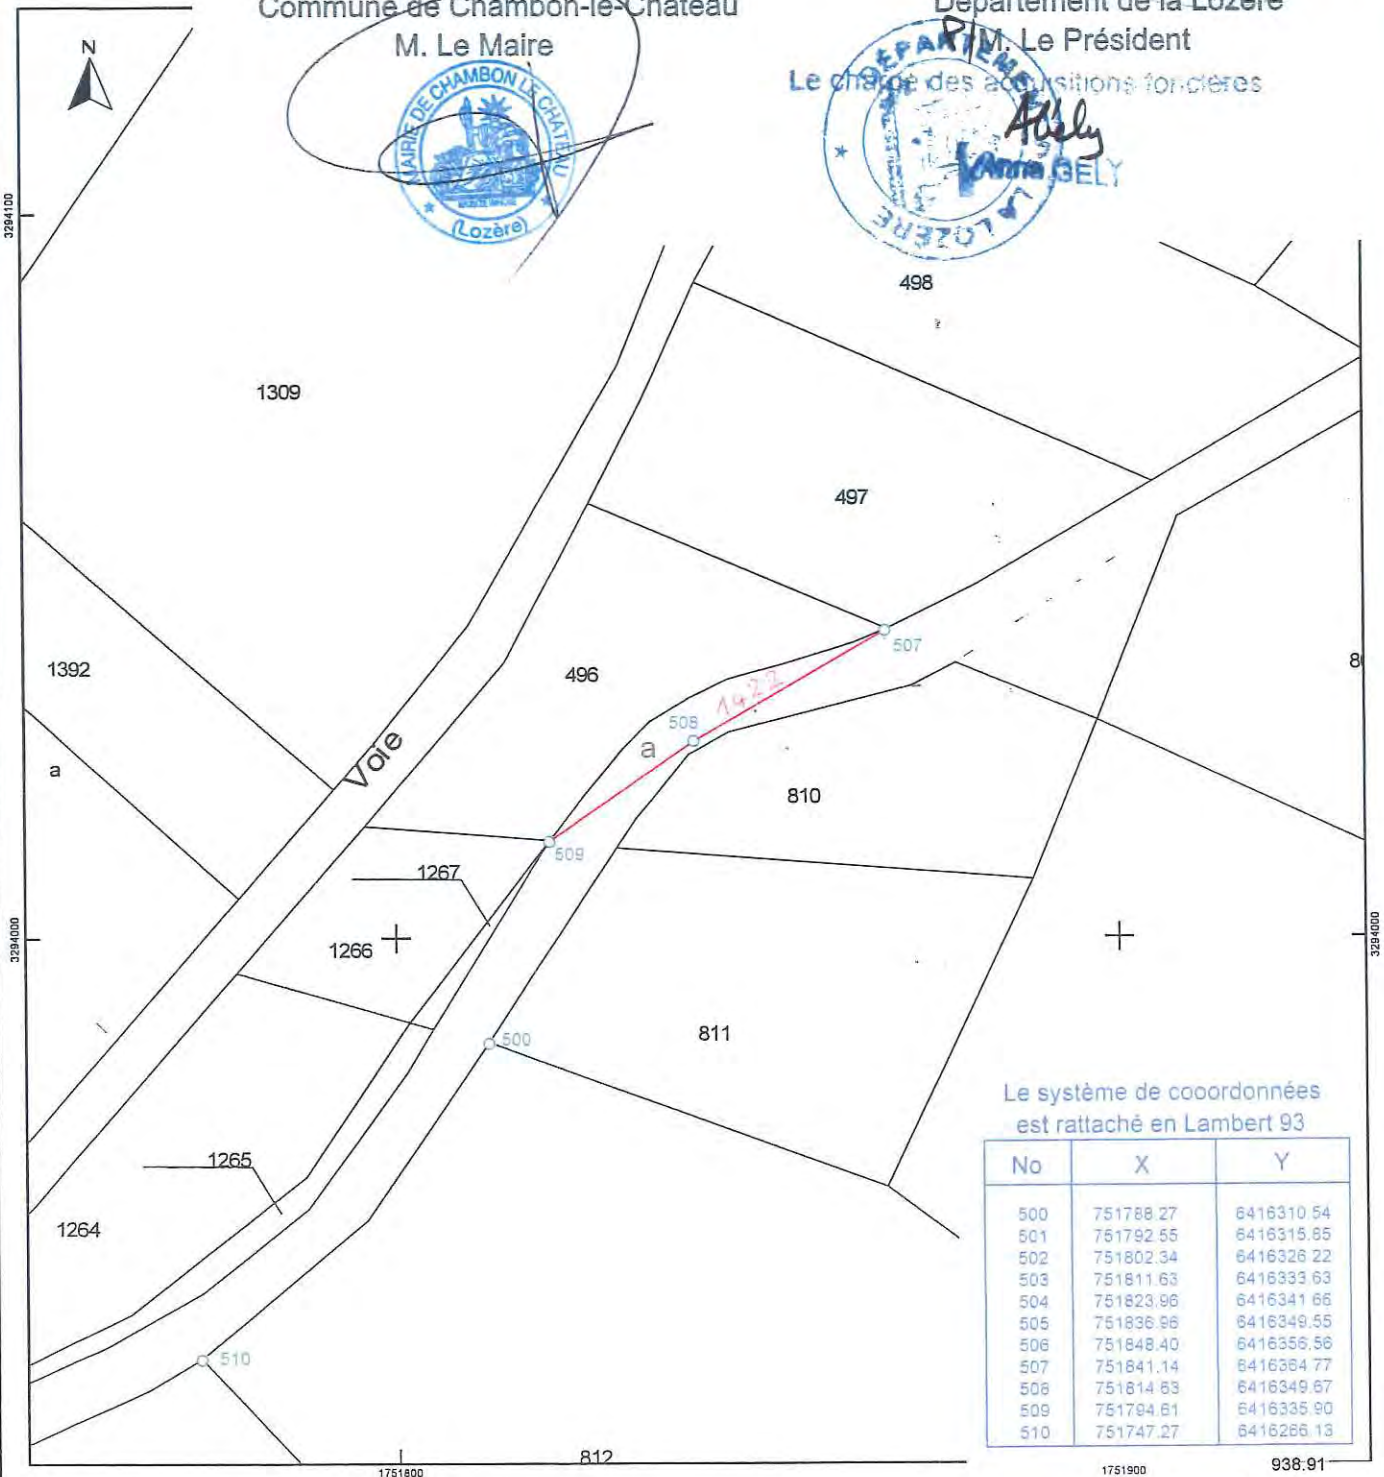 Commune de Chambon-le-Château
M. Le Maire
MAIRIE DE CHAMBON LE CHATEAU
(Lozère)
Département de la Lozère
P/M. Le Président
Le chargé des acquisitions foncières
DÉPARTEMENT
LA LOZÈRE
GELY
N
3294100
498
1309
497
507
1392
496
1422
508
a
Voie
a
80
810
509
1267
3294000
1266
3294000
500
811
1265
1264
510
812
1751800
1751900
938.91
Le système de cooordonnées
est rattaché en Lambert 93
No X Y
500 751788.27 6416310.54
501 751792.55 6416315.65
502 751802.34 6416326.22
503 751811.63 6416333.63
504 751823.96 6416341.66
505 751836.96 6416349.55
506 751848.40 6416356.56
507 751841.14 6416364.77
508 751814.63 6416349.67
509 751794.61 6416335.90
510 751747.27 6416266.13